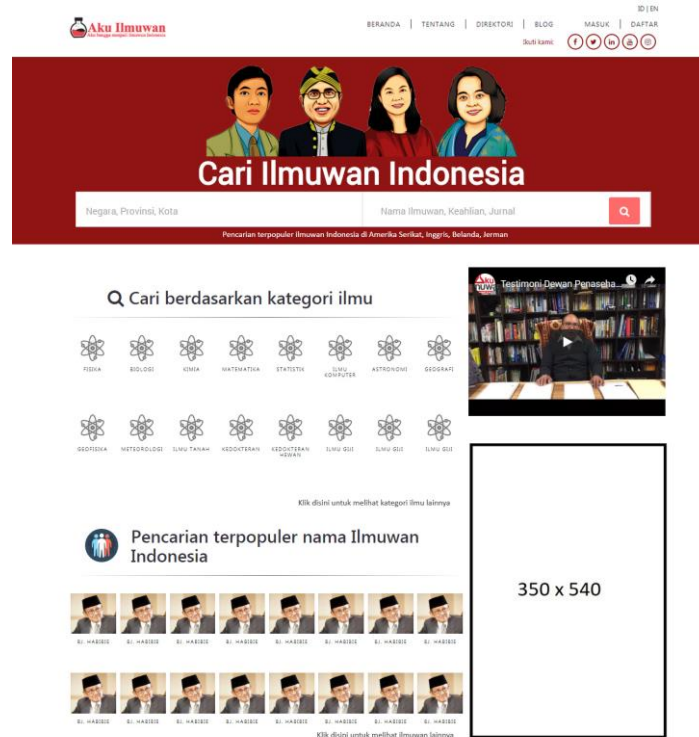 ID | EN
Aku Ilmuwan
BERANDA | TENTANG | DIREKTORI | BLOG MASUK | DAFTAR
Ikuti kami:
Cari Ilmuwan Indonesia
Negara, Provinsi, Kota
Nama Ilmuwan, Keahlian, Jurnal
Pencarian terpopuler Ilmuwan Indonesia di Amerika Serikat, Inggris, Belanda, Jerman
Cari berdasarkan kategori ilmu
FISIKA BIOLOGI KIMIA MATEMATIKA STATISTIK ILMU KOMPUTER ASTRONOMI GEOGRAFI
GEOFISIKA METEOROLOGI ILMU TANAH KEDOKTERAN KEDOKTERAN HEWAN ILMU GIJI ILMU GIJI ILMU GIJI
Klik disini untuk melihat kategori ilmu lainnya
Testimoni Dewan Penaseha...
Pencarian terpopuler nama Ilmuwan
Indonesia
350 x 540
BJ. HABIBIE BJ. HABIBIE BJ. HABIBIE BJ. HABIBIE BJ. HABIBIE BJ. HABIBIE BJ. HABIBIE BJ. HABIBIE
BJ. HABIBIE BJ. HABIBIE BJ. HABIBIE BJ. HABIBIE BJ. HABIBIE BJ. HABIBIE BJ. HABIBIE BJ. HABIBIE
Klik disini untuk melihat ilmuwan lainnya